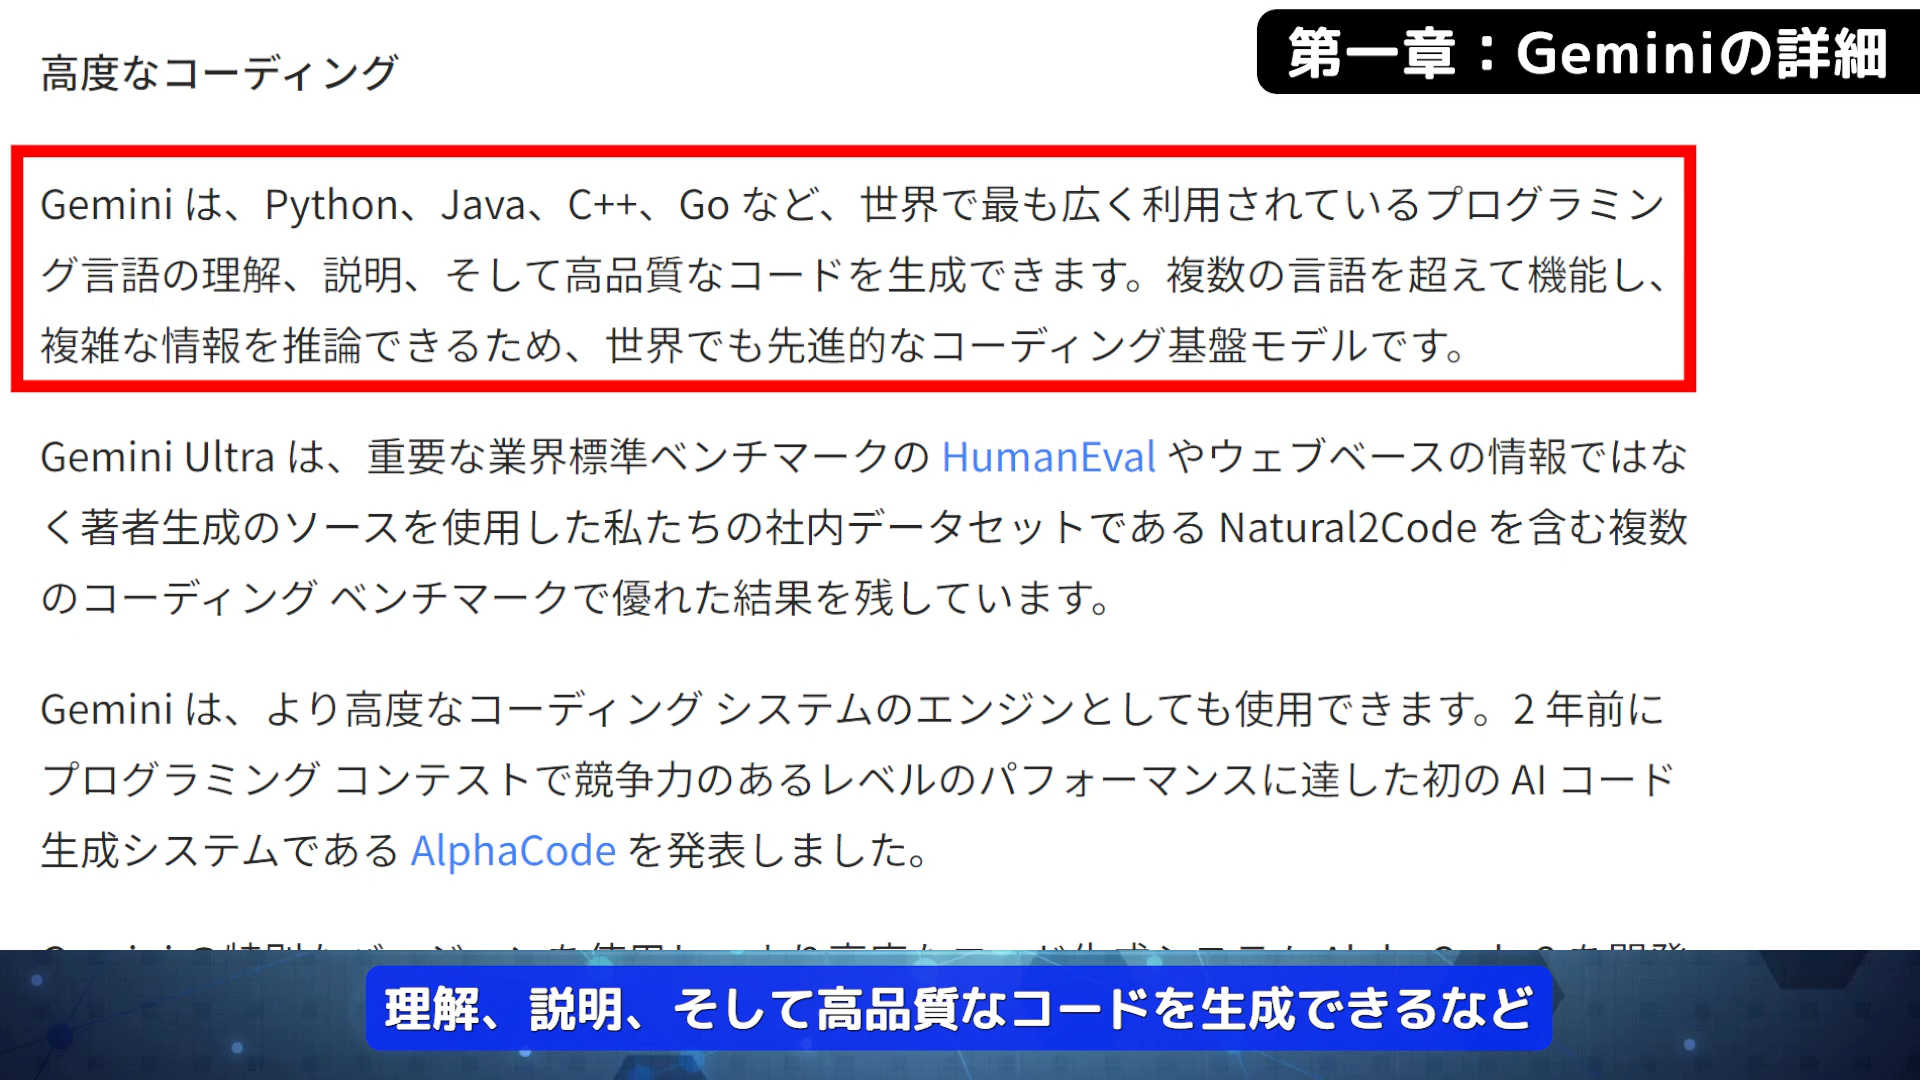 高度なコーディング
第一章：Geminiの詳細
Gemini は、Python、Java、C++、Go など、世界で最も広く利用されているプログラミン
グ言語の理解、説明、そして高品質なコードを生成できます。複数の言語を超えて機能し、
複雑な情報を推論できるため、世界でも先進的なコーディング基盤モデルです。
Gemini Ultra は、重要な業界標準ベンチマークの HumanEval やウェブベースの情報ではな
く著者生成のソースを使用した私たちの社内データセットである Natural2Code を含む複数
のコーディング ベンチマークで優れた結果を残しています。
Gemini は、より高度なコーディング システムのエンジンとしても使用できます。2 年前に
プログラミング コンテストで競争力のあるレベルのパフォーマンスに達した初の AI コード
生成システムである AlphaCode を発表しました。
理解、説明、そして高品質なコードを生成できるなど